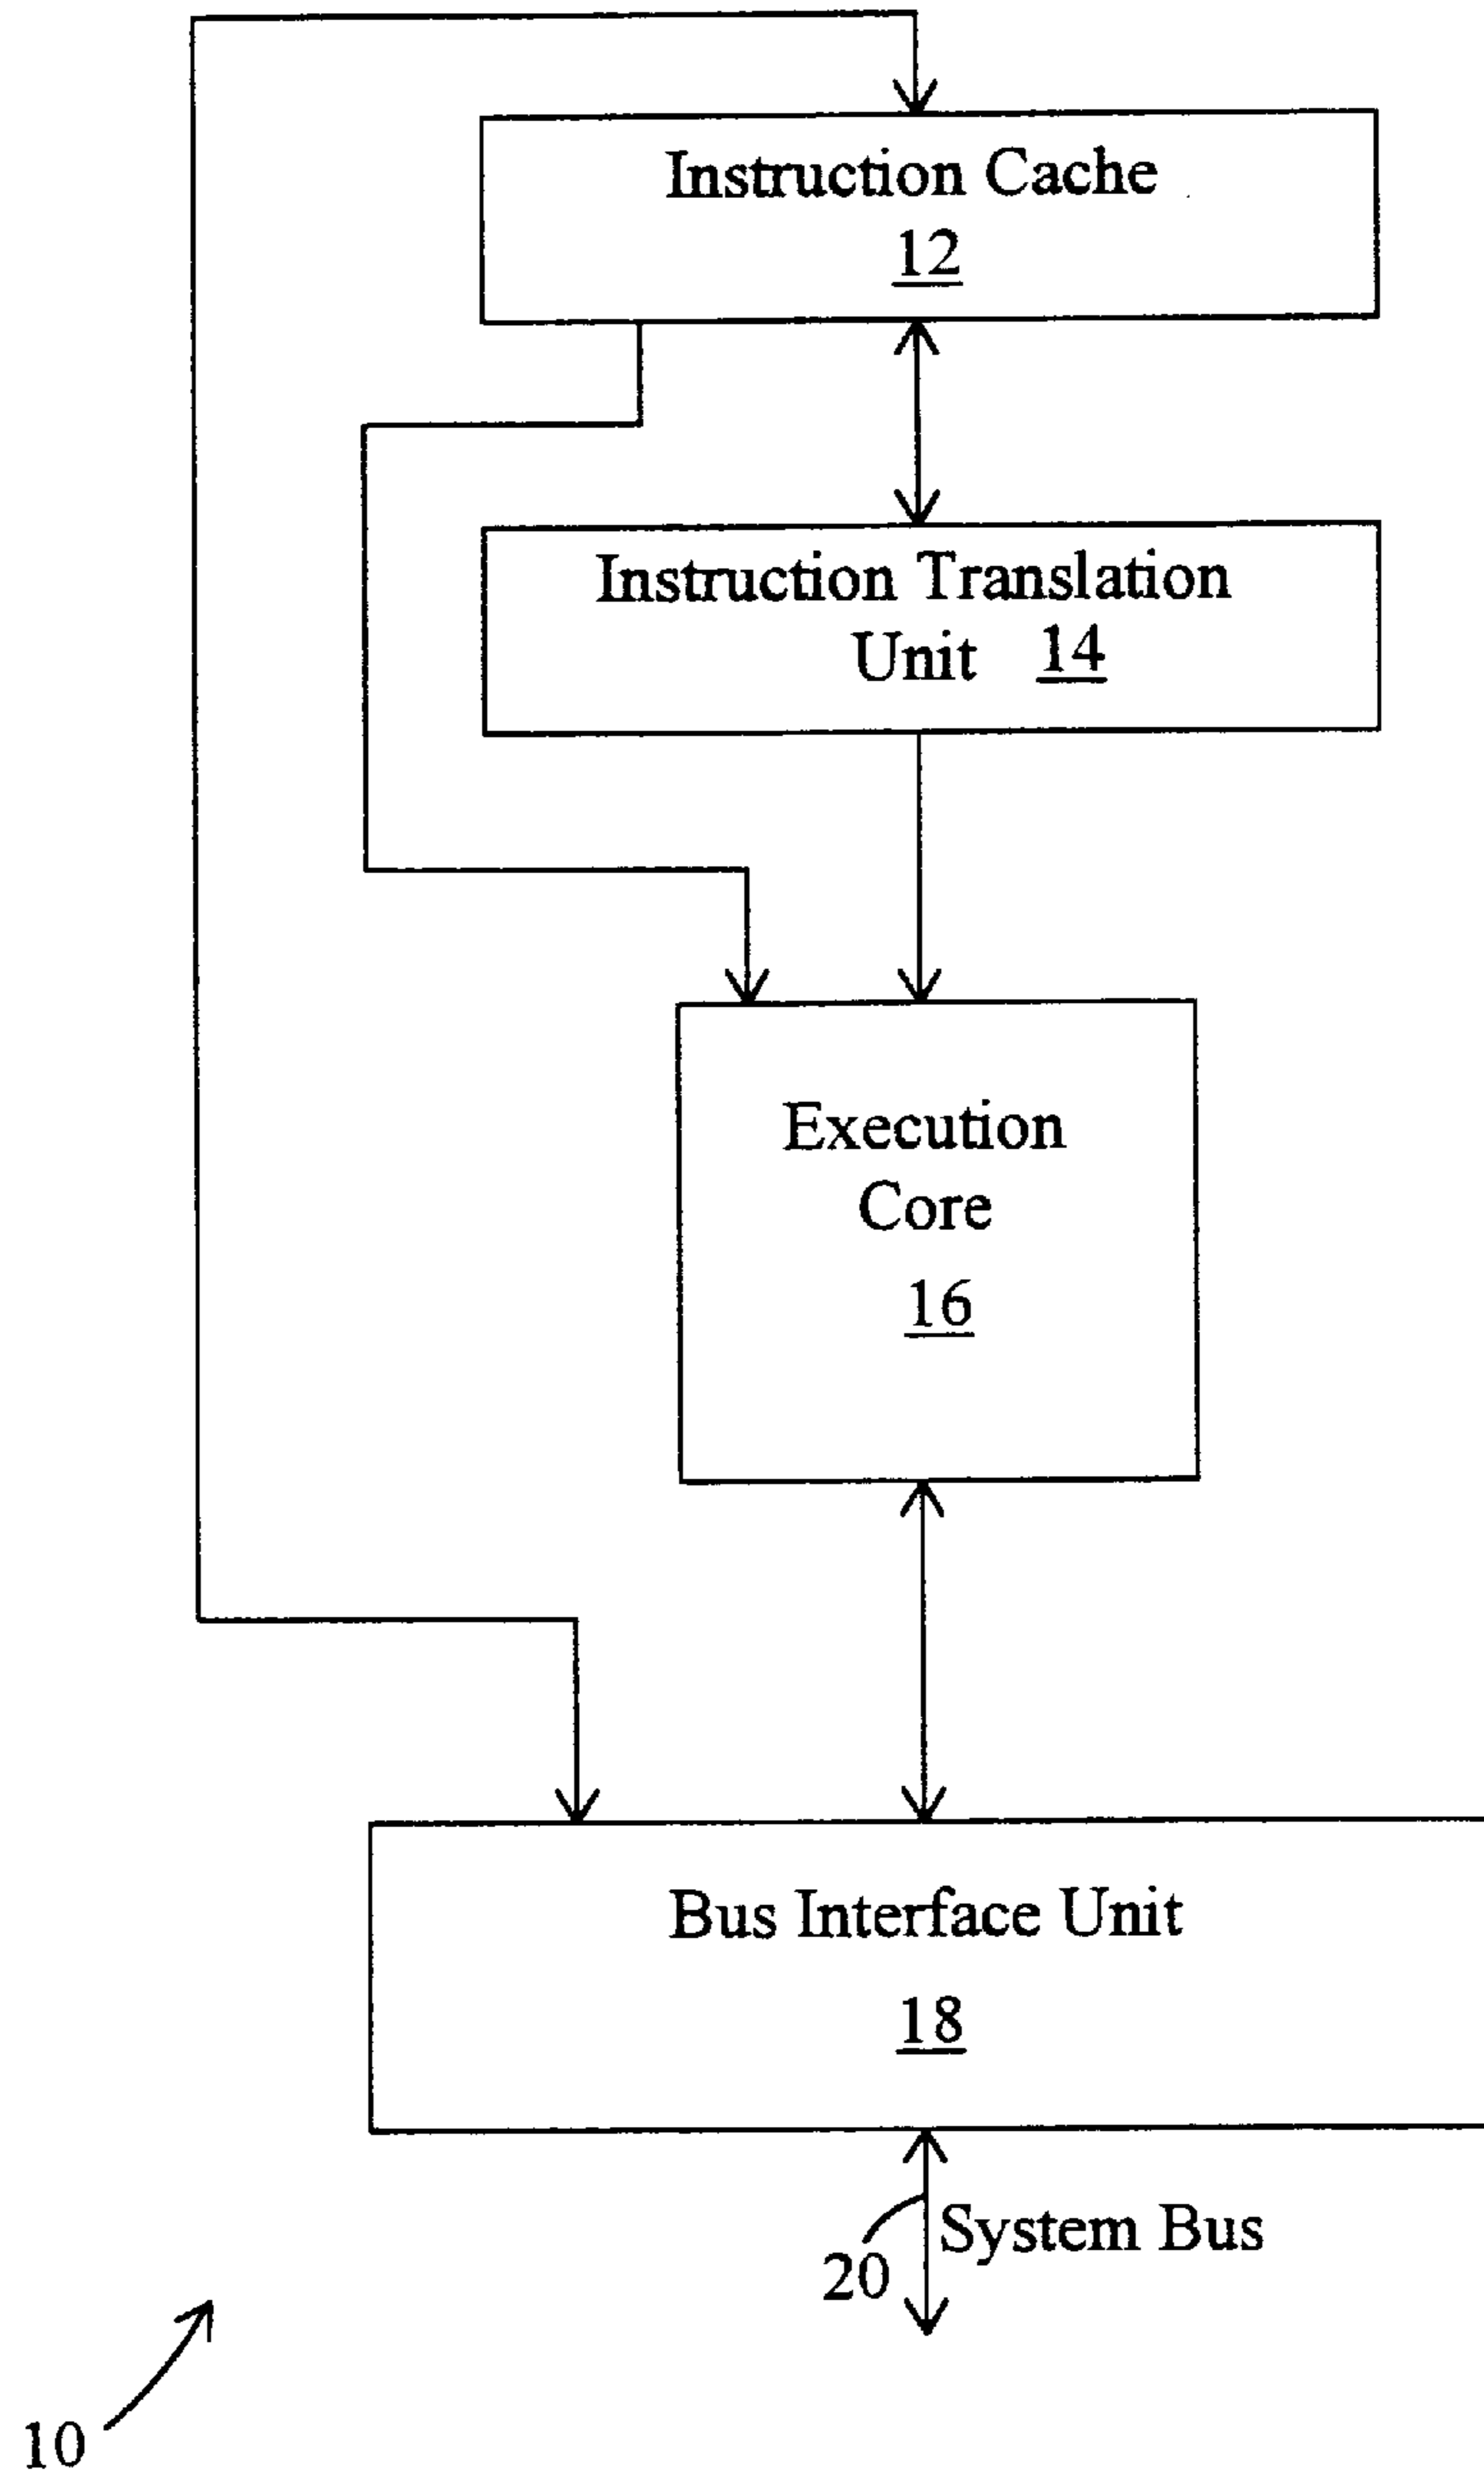 Instruction Cache
12
Instruction Translation
Unit 14
Execution
Core
16
Bus Interface Unit
18
System Bus
20
10